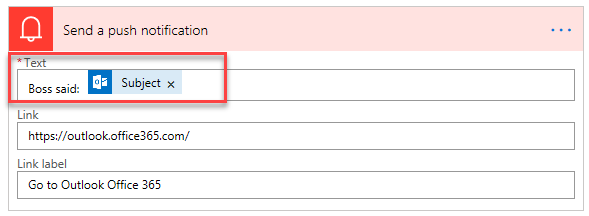 Send a push notification
* Text
Boss said: Subject x
Link
https://outlook.office365.com/
Link label
Go to Outlook Office 365